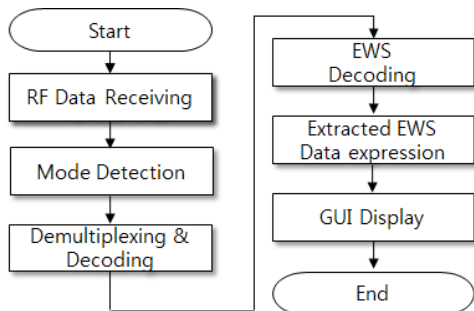 Start
RF Data Receiving
Mode Detection
Demultiplexing &
Decoding
EWS
Decoding
Extracted EWS
Data expression
GUI Display
End